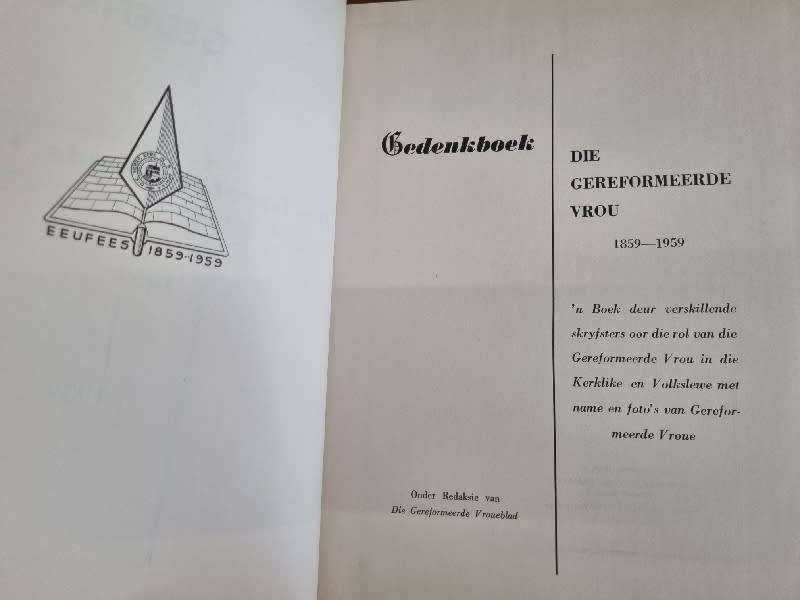 EEUFEES 1859-1959
Gedenkboek
DIE
GEREFORMEERDE
VROU
1859—1959
'n Boek deur verskillende
skryfsters oor die rol van die
Gereformeerde Vrou in die
Kerklike en Volkslewe met
name en foto's van Gerefor-
meerde Vroue
Onder Redaksie van
Die Gereformeerde Vroueblad